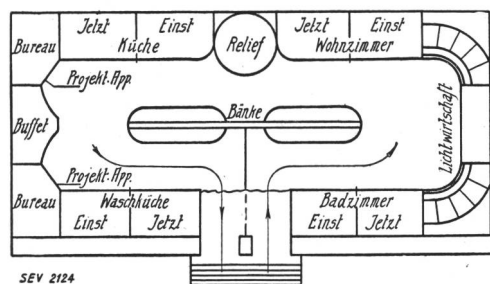 Bureau
Jetzt Einst
Küche
Relief
Jetzt Einst
Wohnzimmer
Projekt. App.
Buffet
Bänke
Lichtwirtschaft
Projekt. App.
Bureau
Waschküche
Einst Jetzt
Badzimmer
Einst Jetzt
SEV 2124